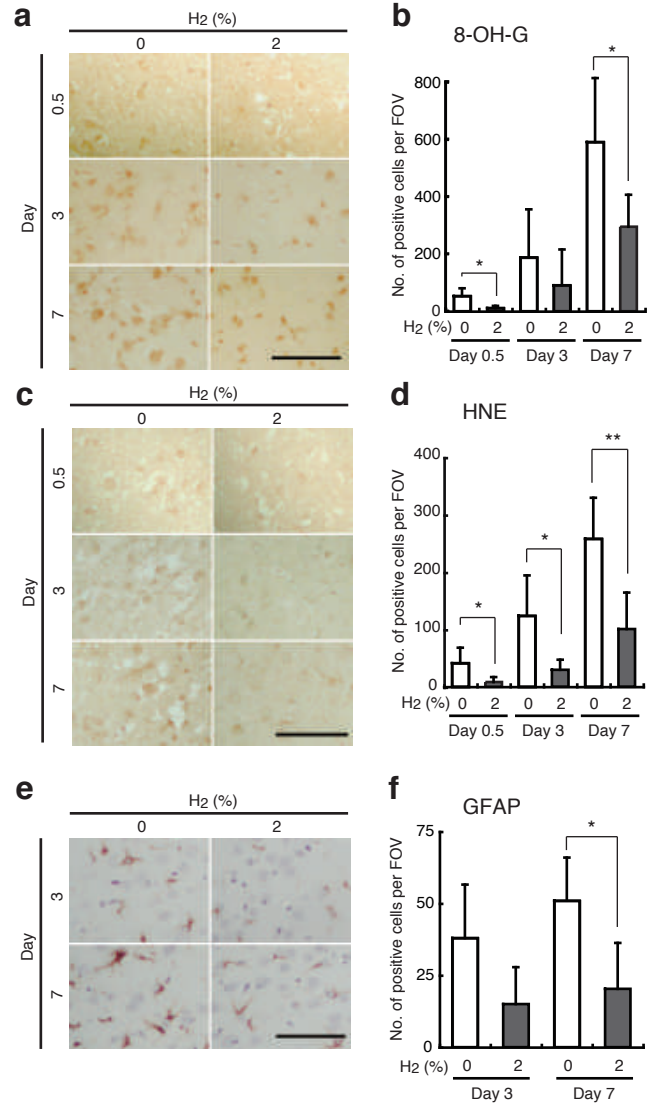 a
H2 (%)
0 2
Day
0.5
3
7
b
8-OH-G
No. of positive cells per FOV
800
600
400
200
0
*
*
H2 (%) 0 2 0 2 0 2
Day 0.5 Day 3 Day 7
c
H2 (%)
0 2
Day
0.5
3
7
d
HNE
No. of positive cells per FOV
400
300
200
100
0
*
*
**
H2 (%) 0 2 0 2 0 2
Day 0.5 Day 3 Day 7
e
H2 (%)
0 2
Day
3
7
f
GFAP
No. of positive cells per FOV
75
50
25
0
*
H2 (%) 0 2 0 2
Day 3 Day 7